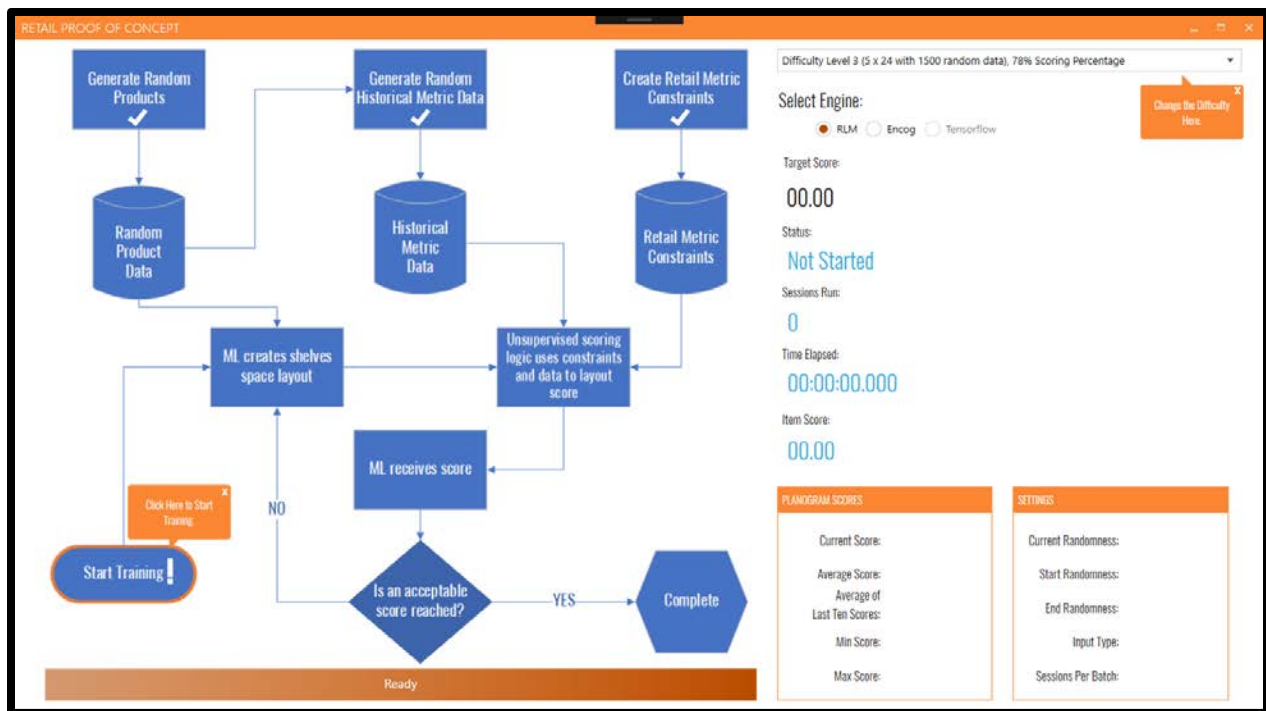 RETAIL PROOF OF CONCEPT
Generate Random
Products
Generate Random
Historical Metric Data
Create Retail Metric
Constraints
Random
Product
Data
Historical
Metric
Data
Retail Metric
Constraints
ML creates shelves
space layout
Unsupervised scoring
logic uses constraints
and data to layout
score
ML receives score
NO
Click Here to Start
Training
X
Start Training!
Is an acceptable
score reached?
YES
Complete
Ready
Difficulty Level 3 (5 x 24 with 1500 random data), 78% Scoring Percentage
Change the Difficulty
Here.
X
Select Engine:
RLM Encog Tensorflow
Target Score:
00.00
Status:
Not Started
Sessions Run:
0
Time Elapsed:
00:00:00.000
Item Score:
00.00
PLANOGRAM SCORES
Current Score:
Average Score:
Average of
Last Ten Scores:
Min Score:
Max Score:
SETTINGS
Current Randomness:
Start Randomness:
End Randomness:
Input Type:
Sessions Per Batch: